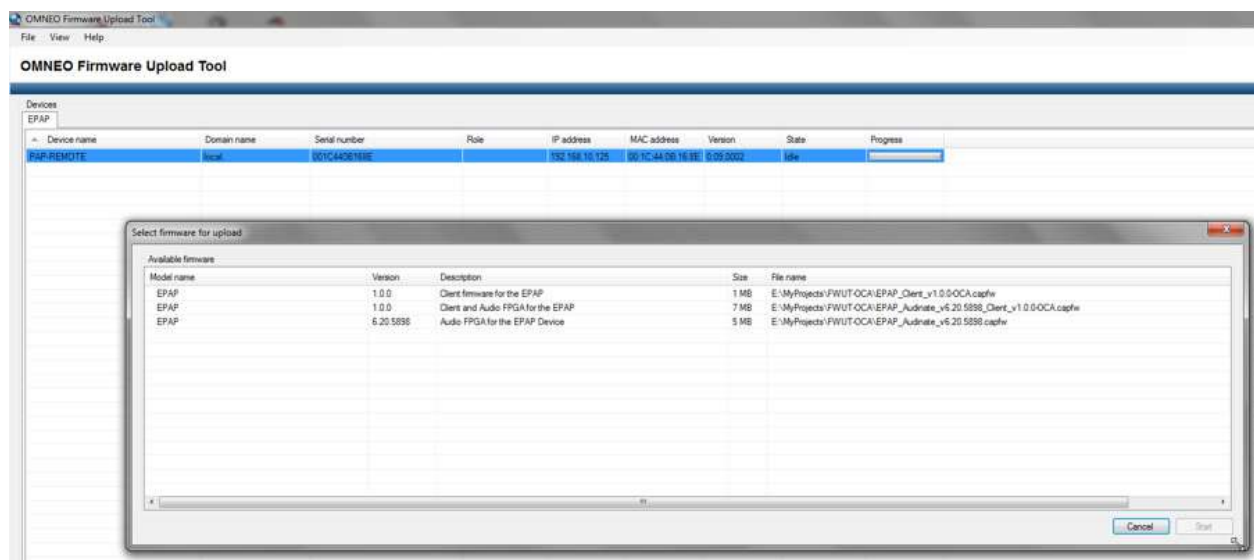 OMNEO Firmware Upload Tool
File View Help
OMNEO Firmware Upload Tool
Devices
EPAP
Device name Domain name Serial number Role IP address MAC address Version State Progress
PAP-REMOTE local. 001C44DB168E 192.168.10.125 00:1C:44:DB:16:8E 0.09.0002 Idle
Select firmware for upload
Available firmware
Model name Version Description Size File name
EPAP 1.0.0 Client firmware for the EPAP 1 MB E:\MyProjects\FWUT-OCA\EPAP_Client_v1.0.0-OCA.capfw
EPAP 1.0.0 Client and Audio FPGA for the EPAP 7 MB E:\MyProjects\FWUT-OCA\EPAP_Audinate_v6.20.5898_Client_v1.0.0-OCA.capfw
EPAP 6.20.5898 Audio FPGA for the EPAP Device 5 MB E:\MyProjects\FWUT-OCA\EPAP_Audinate_v6.20.5898.capfw
Cancel Start